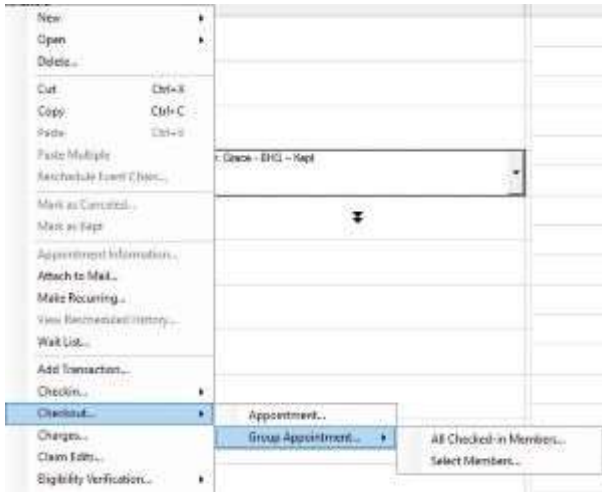 New
Open
Delete...
Cut Ctrl+X
Copy Ctrl+C
Paste
Paste Multiple
Reschedule Event Chain...
Mark as Canceled...
Mark as Kept
Grace - EHG -- Kept
Appointment Information...
Attach to Mail...
Make Recurring...
View Rescheduled History...
Wait List...
Add Transaction...
Checkin...
Checkout...
Appointment...
Group Appointment...
All Checked-in Members...
Select Members...
Charges...
Claim Edits...
Eligibility Verification...